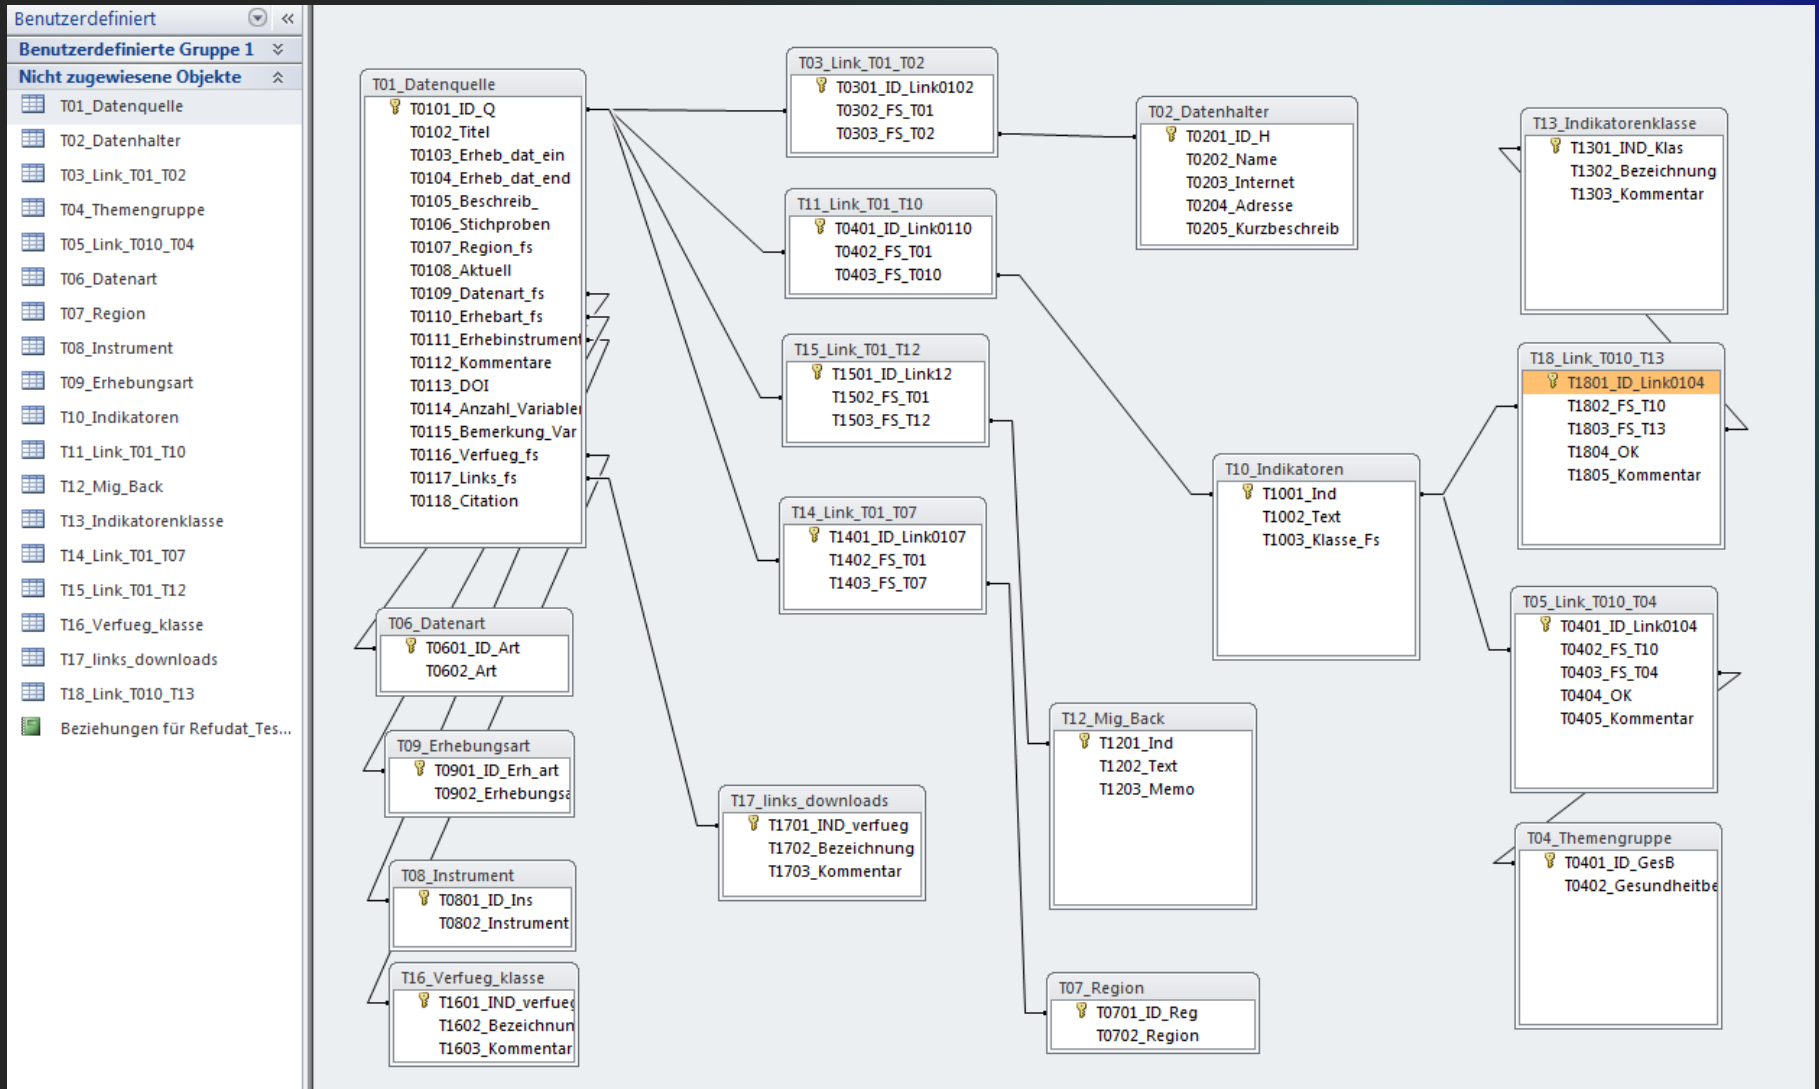 Benutzerdefiniert
Benutzerdefinierte Gruppe 1
Nicht zugewiesene Objekte
T01_Datenquelle
T02_Datenhalter
T03_Link_T01_T02
T04_Themengruppe
T05_Link_T010_T04
T06_Datenart
T07_Region
T08_Instrument
T09_Erhebungsart
T10_Indikatoren
T11_Link_T01_T10
T12_Mig_Back
T13_Indikatorenklasse
T14_Link_T01_T07
T15_Link_T01_T12
T16_Verfueg_klasse
T17_links_downloads
T18_Link_T010_T13
Beziehungen für Refudat_Tes...
T01_Datenquelle
T0101_ID_Q
T0102_Titel
T0103_Erheb_dat_ein
T0104_Erheb_dat_end
T0105_Beschreib_
T0106_Stichproben
T0107_Region_fs
T0108_Aktuell
T0109_Datenart_fs
T0110_Erhebart_fs
T0111_Erhebinstrument
T0112_Kommentare
T0113_DOI
T0114_Anzahl_Variablen
T0115_Bemerkung_Var
T0116_Verfueg_fs
T0117_Links_fs
T0118_Citation
T06_Datenart
T0601_ID_Art
T0602_Art
T09_Erhebungsart
T0901_ID_Erh_art
T0902_Erhebungsa
T08_Instrument
T0801_ID_Ins
T0802_Instrument
T16_Verfueg_klasse
T1601_IND_verfueg
T1602_Bezeichnun
T1603_Kommentar
T03_Link_T01_T02
T0301_ID_Link0102
T0302_FS_T01
T0303_FS_T02
T11_Link_T01_T10
T0401_ID_Link0110
T0402_FS_T01
T0403_FS_T010
T15_Link_T01_T12
T1501_ID_Link12
T1502_FS_T01
T1503_FS_T12
T14_Link_T01_T07
T1401_ID_Link0107
T1402_FS_T01
T1403_FS_T07
T17_links_downloads
T1701_IND_verfueg
T1702_Bezeichnung
T1703_Kommentar
T02_Datenhalter
T0201_ID_H
T0202_Name
T0203_Internet
T0204_Adresse
T0205_Kurzbeschreib
T10_Indikatoren
T1001_Ind
T1002_Text
T1003_Klasse_Fs
T12_Mig_Back
T1201_Ind
T1202_Text
T1203_Memo
T07_Region
T0701_ID_Reg
T0702_Region
T13_Indikatorenklasse
T1301_IND_Klas
T1302_Bezeichnung
T1303_Kommentar
T18_Link_T010_T13
T1801_ID_Link0104
T1802_FS_T10
T1803_FS_T13
T1804_OK
T1805_Kommentar
T05_Link_T010_T04
T0401_ID_Link0104
T0402_FS_T10
T0403_FS_T04
T0404_OK
T0405_Kommentar
T04_Themengruppe
T0401_ID_GesB
T0402_Gesundheitbe